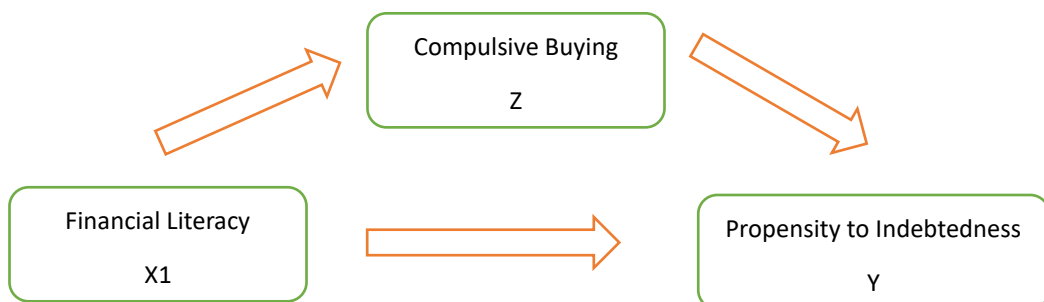 Compulsive Buying
Z
Financial Literacy
X1
Propensity to Indebtedness
Y